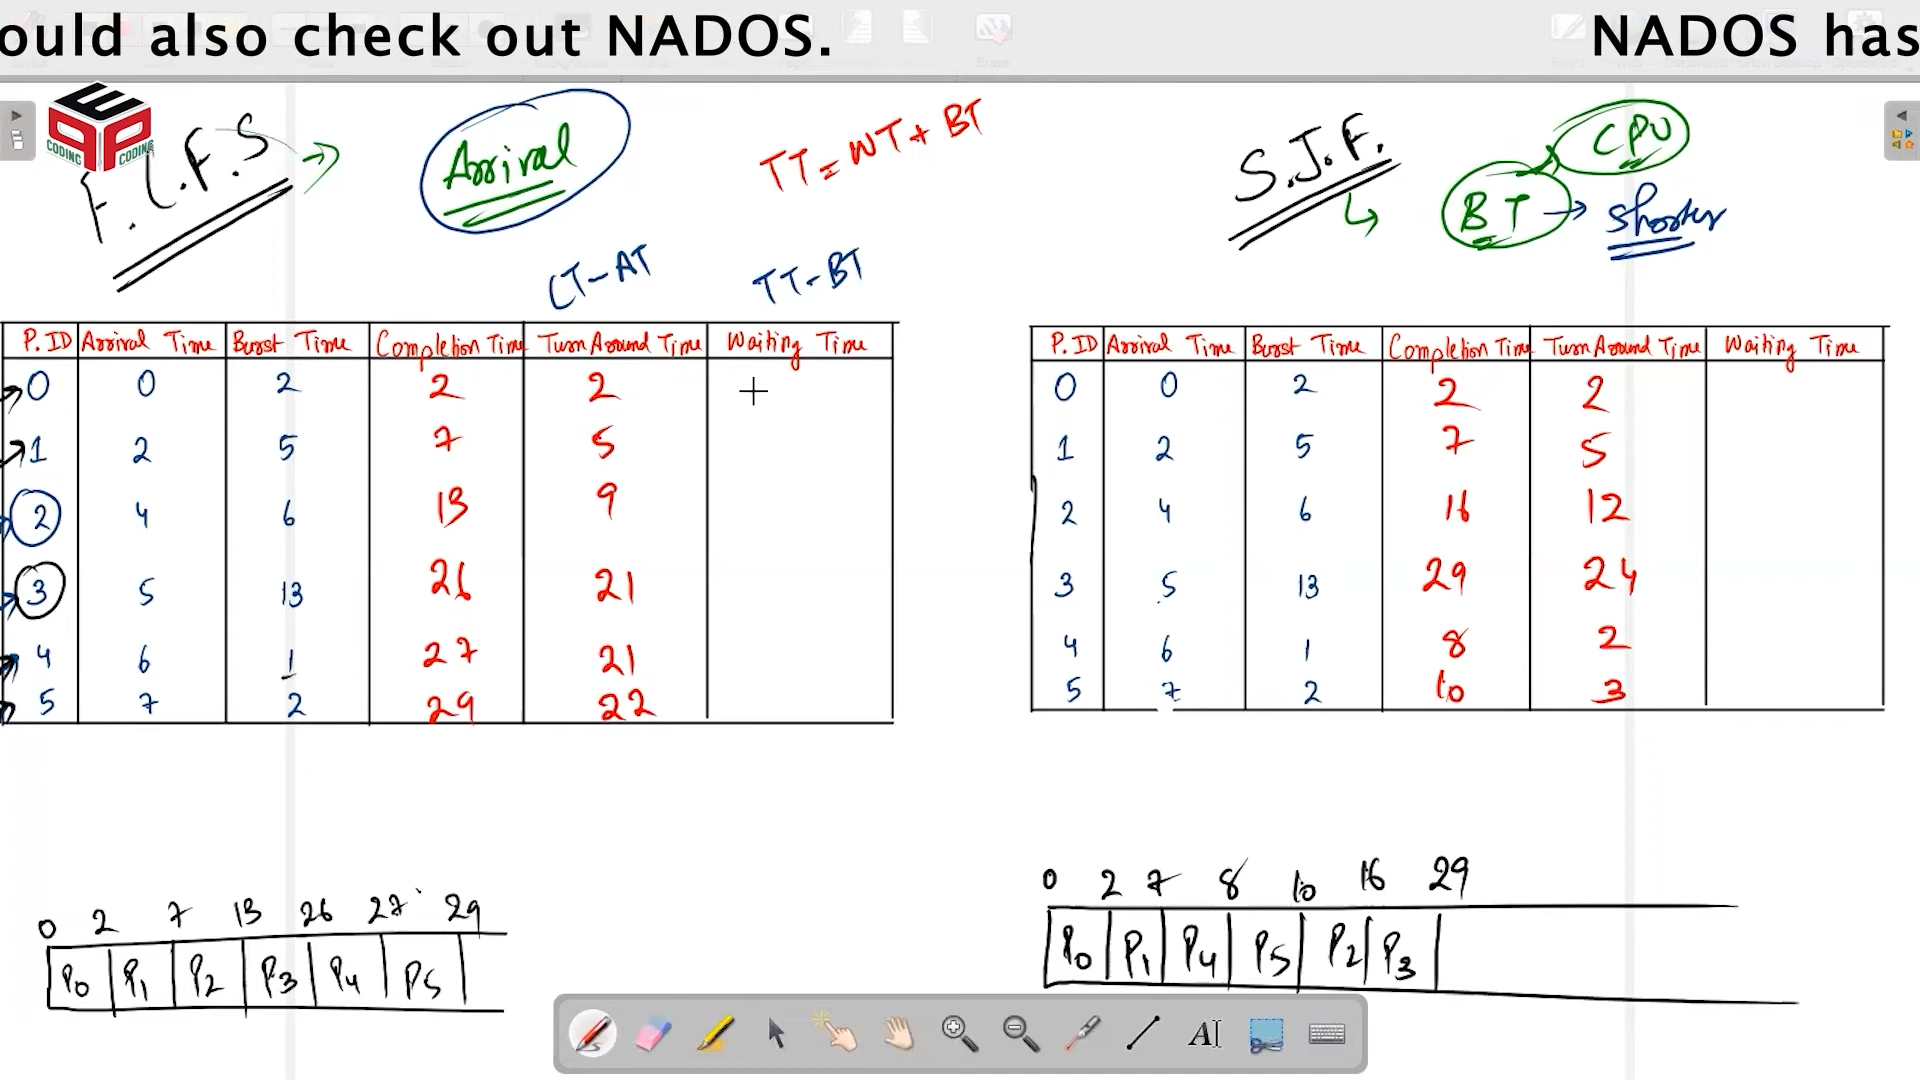 ould also check out NADOS. NADOS has
CODING CODING
F.C.F.S → Arrival TT = WT + BT
CT-AT TT-BT
P.ID Arrival Time Burst Time Completion Time Turn Around Time Waiting Time
0 0 2 2 2
1 2 5 7 5
2 4 6 13 9
3 5 13 26 21
4 6 1 27 21
5 7 2 29 22
0 2 7 13 26 27 29
P0 P1 P2 P3 P4 P5
S.J.F. CPU
BT → Shorter
P.ID Arrival Time Burst Time Completion Time Turn Around Time Waiting Time
0 0 2 2 2
1 2 5 7 5
2 4 6 16 12
3 5 13 29 24
4 6 1 8 2
5 7 2 10 3
0 2 7 8 10 16 29
P0 P1 P4 P5 P2 P3